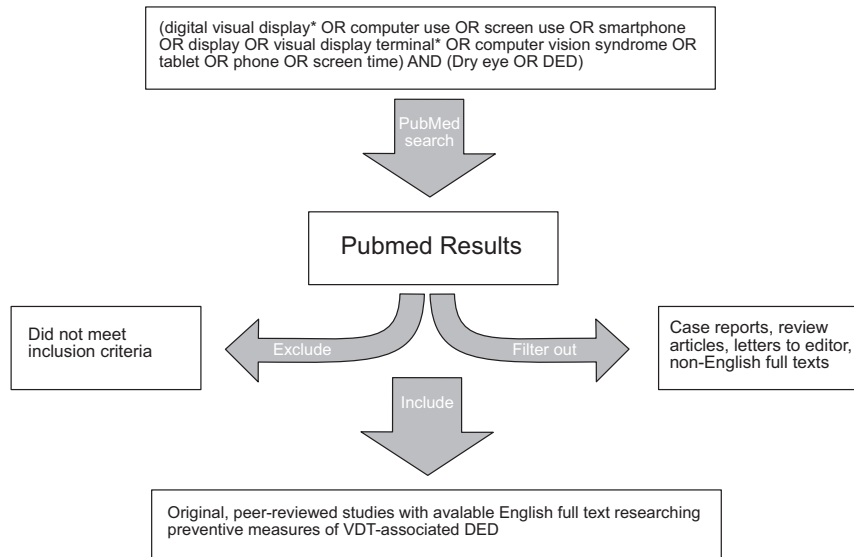 (digital visual display* OR computer use OR screen use OR smartphone
OR display OR visual display terminal* OR computer vision syndrome OR
tablet OR phone OR screen time) AND (Dry eye OR DED)
PubMed
search
Pubmed Results
Did not meet
inclusion criteria
Exclude
Filter out
Case reports, review
articles, letters to editor,
non-English full texts
Include
Original, peer-reviewed studies with avalable English full text researching
preventive measures of VDT-associated DED